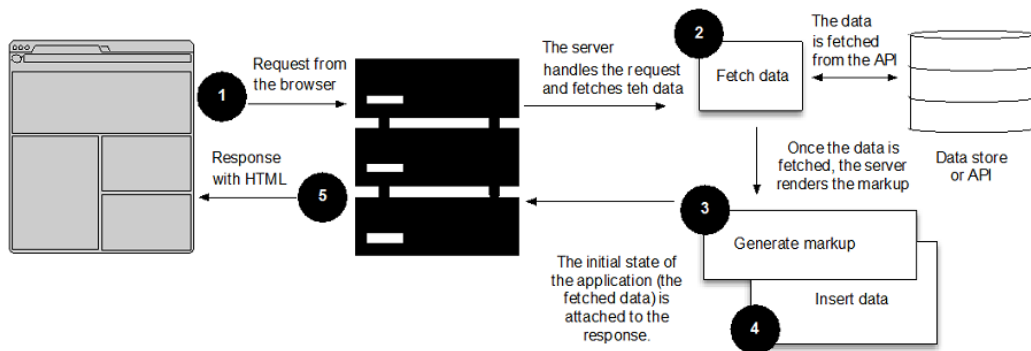 1
Request from
the browser
The server
handles the request
and fetches teh data
2
Fetch data
The data
is fetched
from the API
Data store
or API
Once the data is
fetched, the server
renders the markup
3
Generate markup
Insert data
4
The initial state of
the application (the
fetched data) is
attached to the
response.
5
Response
with HTML